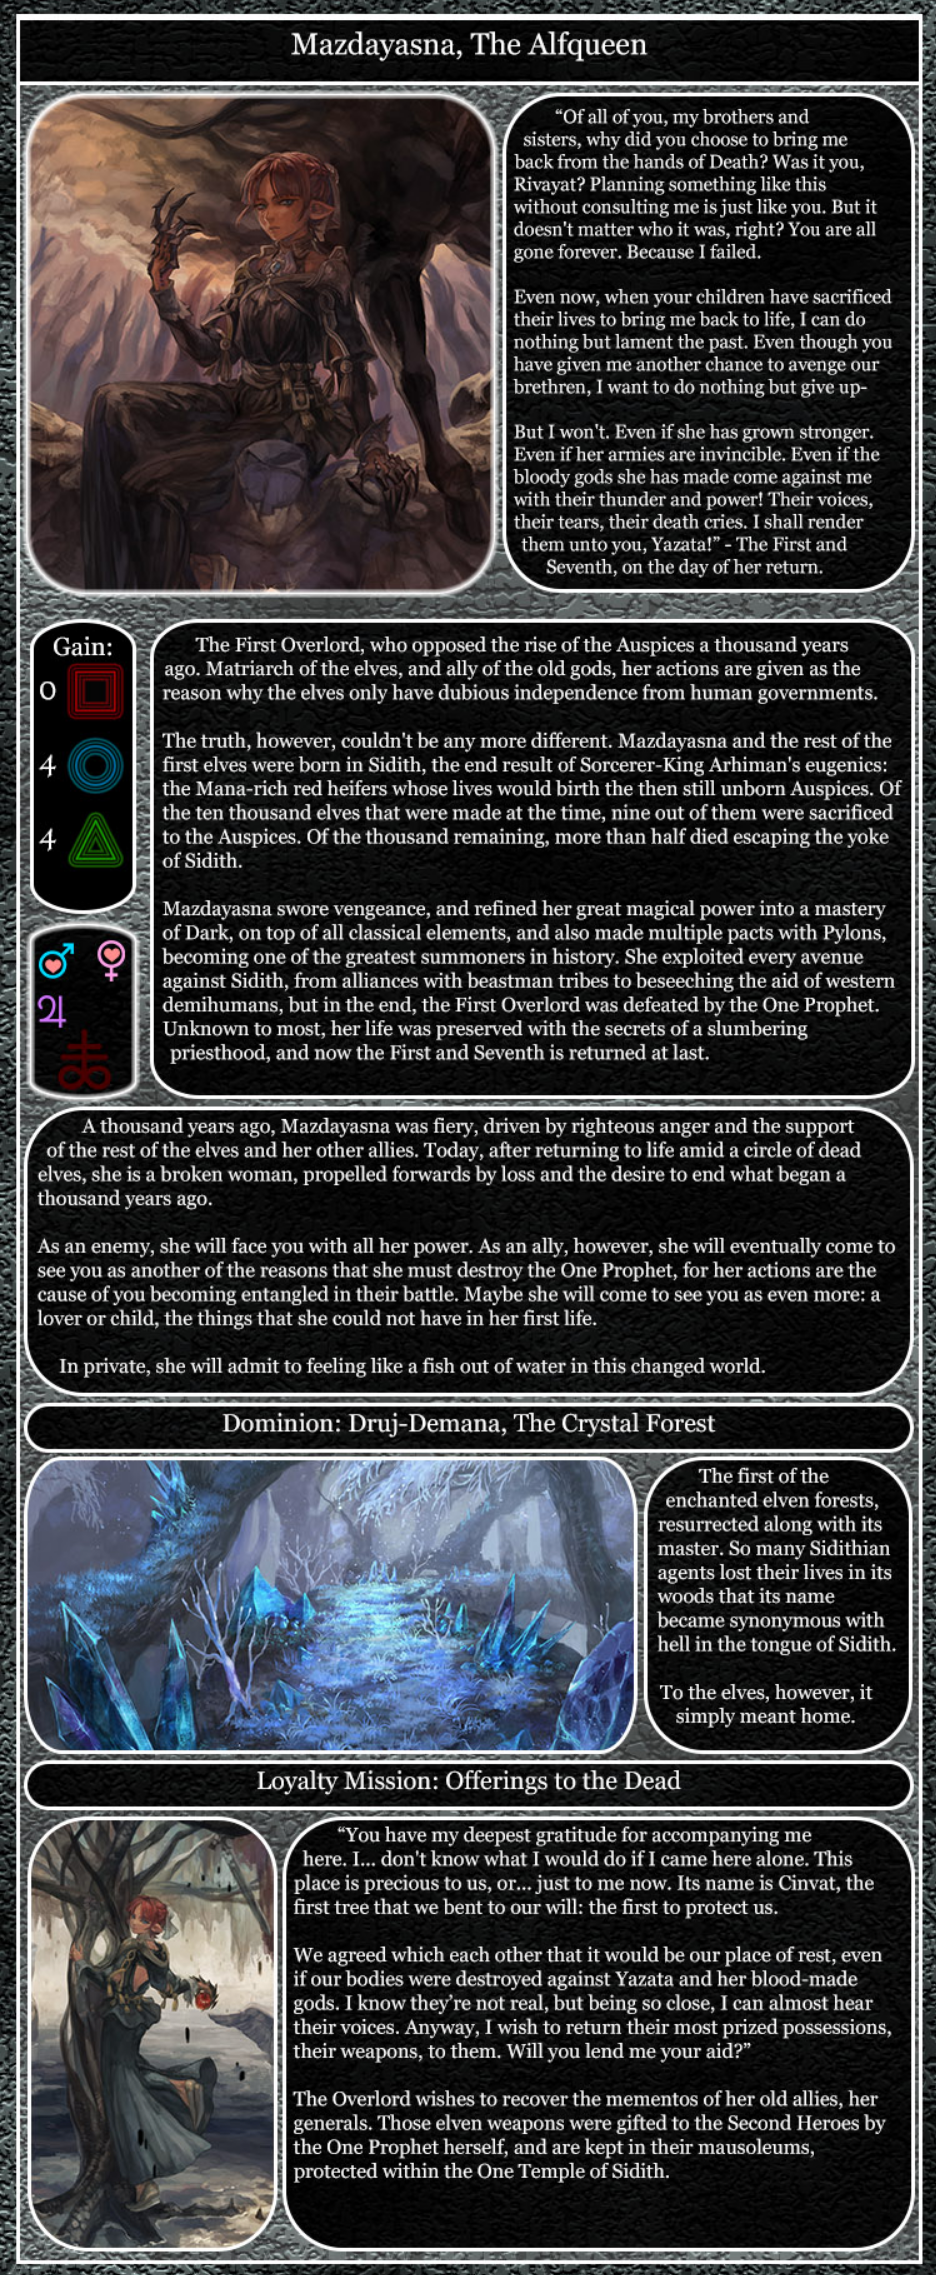 Mazdayasna, The Alfqueen
“Of all of you, my brothers and
sisters, why did you choose to bring me
back from the hands of Death? Was it you,
Rivayat? Planning something like this
without consulting me is just like you. But it
doesn't matter who it was, right? You are all
gone forever. Because I failed.
Even now, when your children have sacrificed
their lives to bring me back to life, I can do
nothing but lament the past. Even though you
have given me another chance to avenge our
brethren, I want to do nothing but give up-
But I won't. Even if she has grown stronger.
Even if her armies are invincible. Even if the
bloody gods she has made come against me
with their thunder and power! Their voices,
their tears, their death cries. I shall render
them unto you, Yazata!” - The First and
Seventh, on the day of her return.
Gain:
0
4
4
The First Overlord, who opposed the rise of the Auspices a thousand years
ago. Matriarch of the elves, and ally of the old gods, her actions are given as the
reason why the elves only have dubious independence from human governments.
The truth, however, couldn't be any more different. Mazdayasna and the rest of the
first elves were born in Sidith, the end result of Sorcerer-King Arhiman's eugenics:
the Mana-rich red heifers whose lives would birth the then still unborn Auspices. Of
the ten thousand elves that were made at the time, nine out of them were sacrificed
to the Auspices. Of the thousand remaining, more than half died escaping the yoke
of Sidith.
Mazdayasna swore vengeance, and refined her great magical power into a mastery
of Dark, on top of all classical elements, and also made multiple pacts with Pylons,
becoming one of the greatest summoners in history. She exploited every avenue
against Sidith, from alliances with beastman tribes to beseeching the aid of western
demihumans, but in the end, the First Overlord was defeated by the One Prophet.
Unknown to most, her life was preserved with the secrets of a slumbering
priesthood, and now the First and Seventh is returned at last.
A thousand years ago, Mazdayasna was fiery, driven by righteous anger and the support
of the rest of the elves and her other allies. Today, after returning to life amid a circle of dead
elves, she is a broken woman, propelled forwards by loss and the desire to end what began a
thousand years ago.
As an enemy, she will face you with all her power. As an ally, however, she will eventually come to
see you as another of the reasons that she must destroy the One Prophet, for her actions are the
cause of you becoming entangled in their battle. Maybe she will come to see you as even more: a
lover or child, the things that she could not have in her first life.
In private, she will admit to feeling like a fish out of water in this changed world.
Dominion: Druj-Demana, The Crystal Forest
The first of the
enchanted elven forests,
resurrected along with its
master. So many Sidithian
agents lost their lives in its
woods that its name
became synonymous with
hell in the tongue of Sidith.
To the elves, however, it
simply meant home.
Loyalty Mission: Offerings to the Dead
“You have my deepest gratitude for accompanying me
here. I... don't know what I would do if I came here alone. This
place is precious to us, or... just to me now. Its name is Cinvat, the
first tree that we bent to our will: the first to protect us.
We agreed which each other that it would be our place of rest, even
if our bodies were destroyed against Yazata and her blood-made
gods. I know they’re not real, but being so close, I can almost hear
their voices. Anyway, I wish to return their most prized possessions,
their weapons, to them. Will you lend me your aid?”
The Overlord wishes to recover the mementos of her old allies, her
generals. Those elven weapons were gifted to the Second Heroes by
the One Prophet herself, and are kept in their mausoleums,
protected within the One Temple of Sidith.